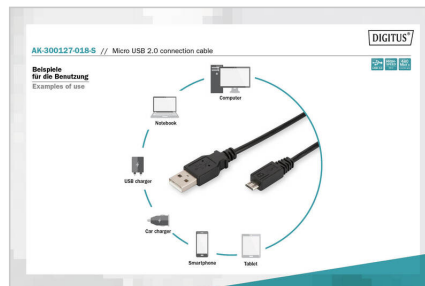 DIGITUS®
AK-300127-018-S // Micro USB 2.0 connection cable
Beispiele
für die Benutzung
Examples of use
Computer
Notebook
USB charger
Car charger
Smartphone
Tablet